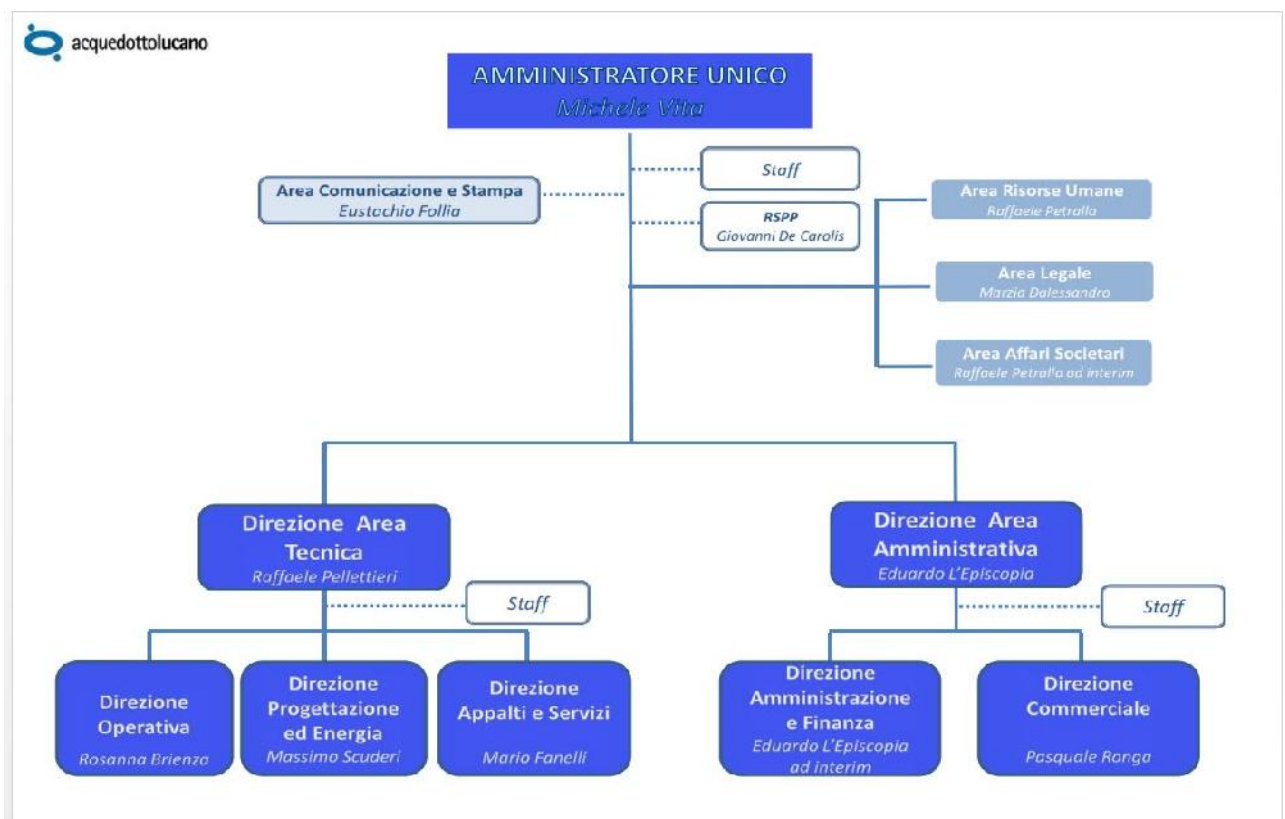 acquedottolucano
AMMINISTRATORE UNICO
Michele Vita
Staff
Area Comunicazione e Stampa
Eustachio Follia
RSPP
Giovanni De Carolis
Area Risorse Umane
Raffaele Petralla
Area Legale
Marzia Dalessandro
Area Affari Societari
Raffaele Petralla ad interim
Direzione Area
Tecnica
Raffaele Pellettieri
Staff
Direzione Area
Amministrativa
Eduardo L'Episcopia
Staff
Direzione
Operativa
Rosanna Brienza
Direzione
Progettazione
ed Energia
Massimo Scuderi
Direzione
Appalti e Servizi
Mario Fanelli
Direzione
Amministrazione
e Finanza
Eduardo L'Episcopia
ad interim
Direzione
Commerciale
Pasquale Ronga